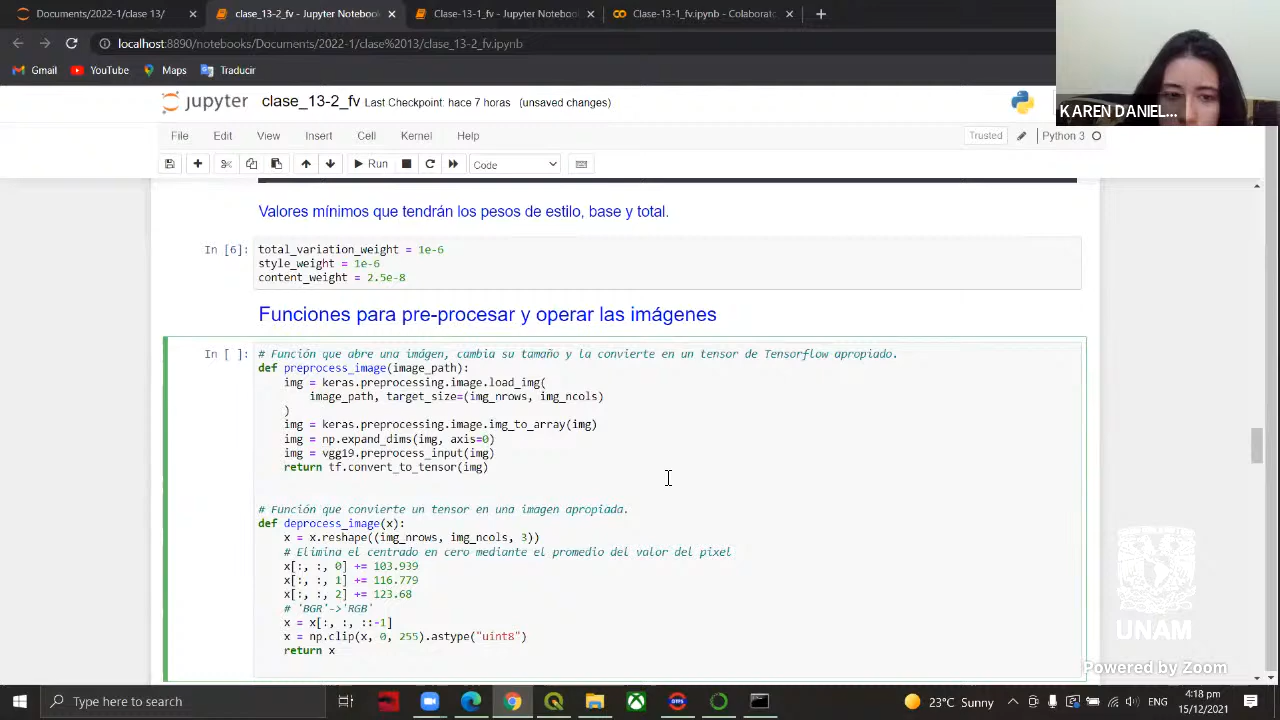 Documents/2022-1/clase 13/
clase_13-2_fv - Jupyter Notebook
Clase-13-1_fv - Jupyter Notebook
Clase-13-1_fv.ipynb - Colaborat
localhost:8890/notebooks/Documents/2022-1/clase%2013/clase_13-2_fv.ipynb
Gmail
YouTube
Maps
Traducir
KAREN DANIEL...
jupyter clase_13-2_fv Last Checkpoint: hace 7 horas (unsaved changes)
File Edit View Insert Cell Kernel Help
Trusted
Python 3
Run
Code
Valores mínimos que tendrán los pesos de estilo, base y total.
In [6]: total_variation_weight = 1e-6
style_weight = 1e-6
content_weight = 2.5e-8
Funciones para pre-procesar y operar las imágenes
In [ ]: # Función que abre una imágen, cambia su tamaño y la convierte en un tensor de Tensorflow apropiado.
def preprocess_image(image_path):
img = keras.preprocessing.image.load_img(
image_path, target_size=(img_nrows, img_ncols)
)
img = keras.preprocessing.image.img_to_array(img)
img = np.expand_dims(img, axis=0)
img = vgg19.preprocess_input(img)
return tf.convert_to_tensor(img)
# Función que convierte un tensor en una imagen apropiada.
def deprocess_image(x):
x = x.reshape((img_nrows, img_ncols, 3))
# Elimina el centrado en cero mediante el promedio del valor del pixel
x[:, :, 0] += 103.939
x[:, :, 1] += 116.779
x[:, :, 2] += 123.68
# 'BGR'->'RGB'
x = x[:, :, ::-1]
x = np.clip(x, 0, 255).astype("uint8")
return x
UNAM
Powered by Zoom
Type here to search
23°C Sunny
4:18 pm
15/12/2021